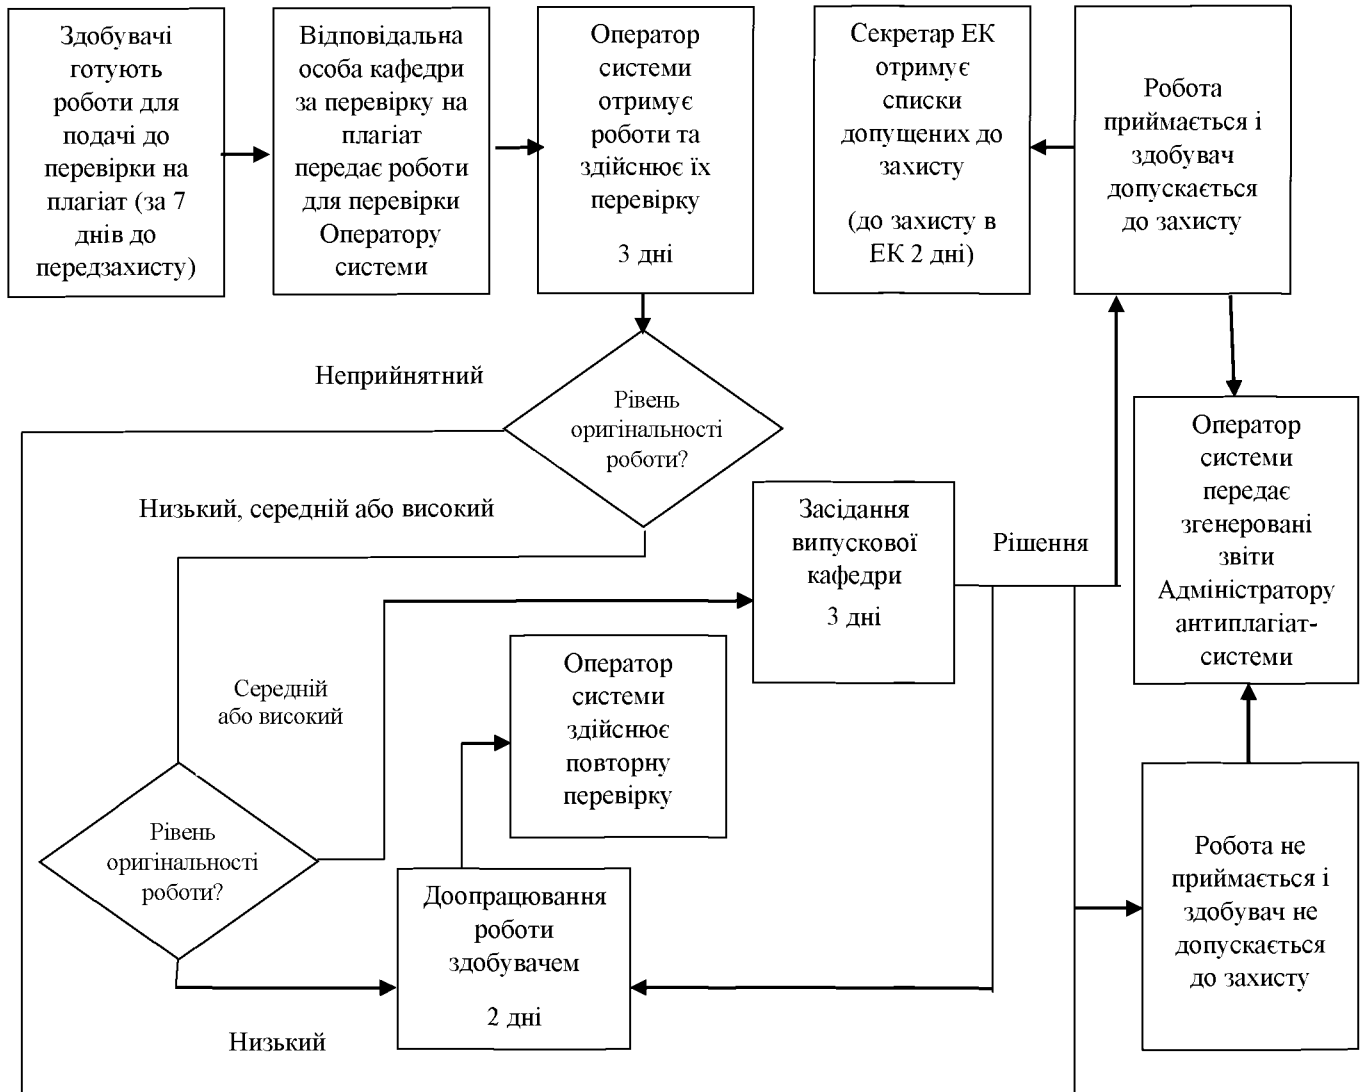 Здобувачі
готують
роботи для
подачі до
перевірки на
плагіат (за 7
днів до
передзахисту)
Відповідальна
особа кафедри
за перевірку на
плагіат
передає роботи
для перевірки
Оператору
системи
Оператор
системи
отримує
роботи та
здійснює їх
перевірку
3 дні
Секретар ЕК
отримує
списки
допущених до
захисту
(до захисту в
ЕК 2 дні)
Робота
приймається і
здобувач
допускається
до захисту
Неприйнятний
Рівень
оригінальності
роботи?
Низький, середній або високий
Засідання
випускової
кафедри
3 дні
Рішення
Оператор
системи
передає
згенеровані
звіти
Адміністратору
антиплагіат-
системи
Середній
або високий
Оператор
системи
здійснює
повторну
перевірку
Рівень
оригінальності
роботи?
Доопрацювання
роботи
здобувачем
2 дні
Низький
Робота не
приймається і
здобувач не
допускається
до захисту